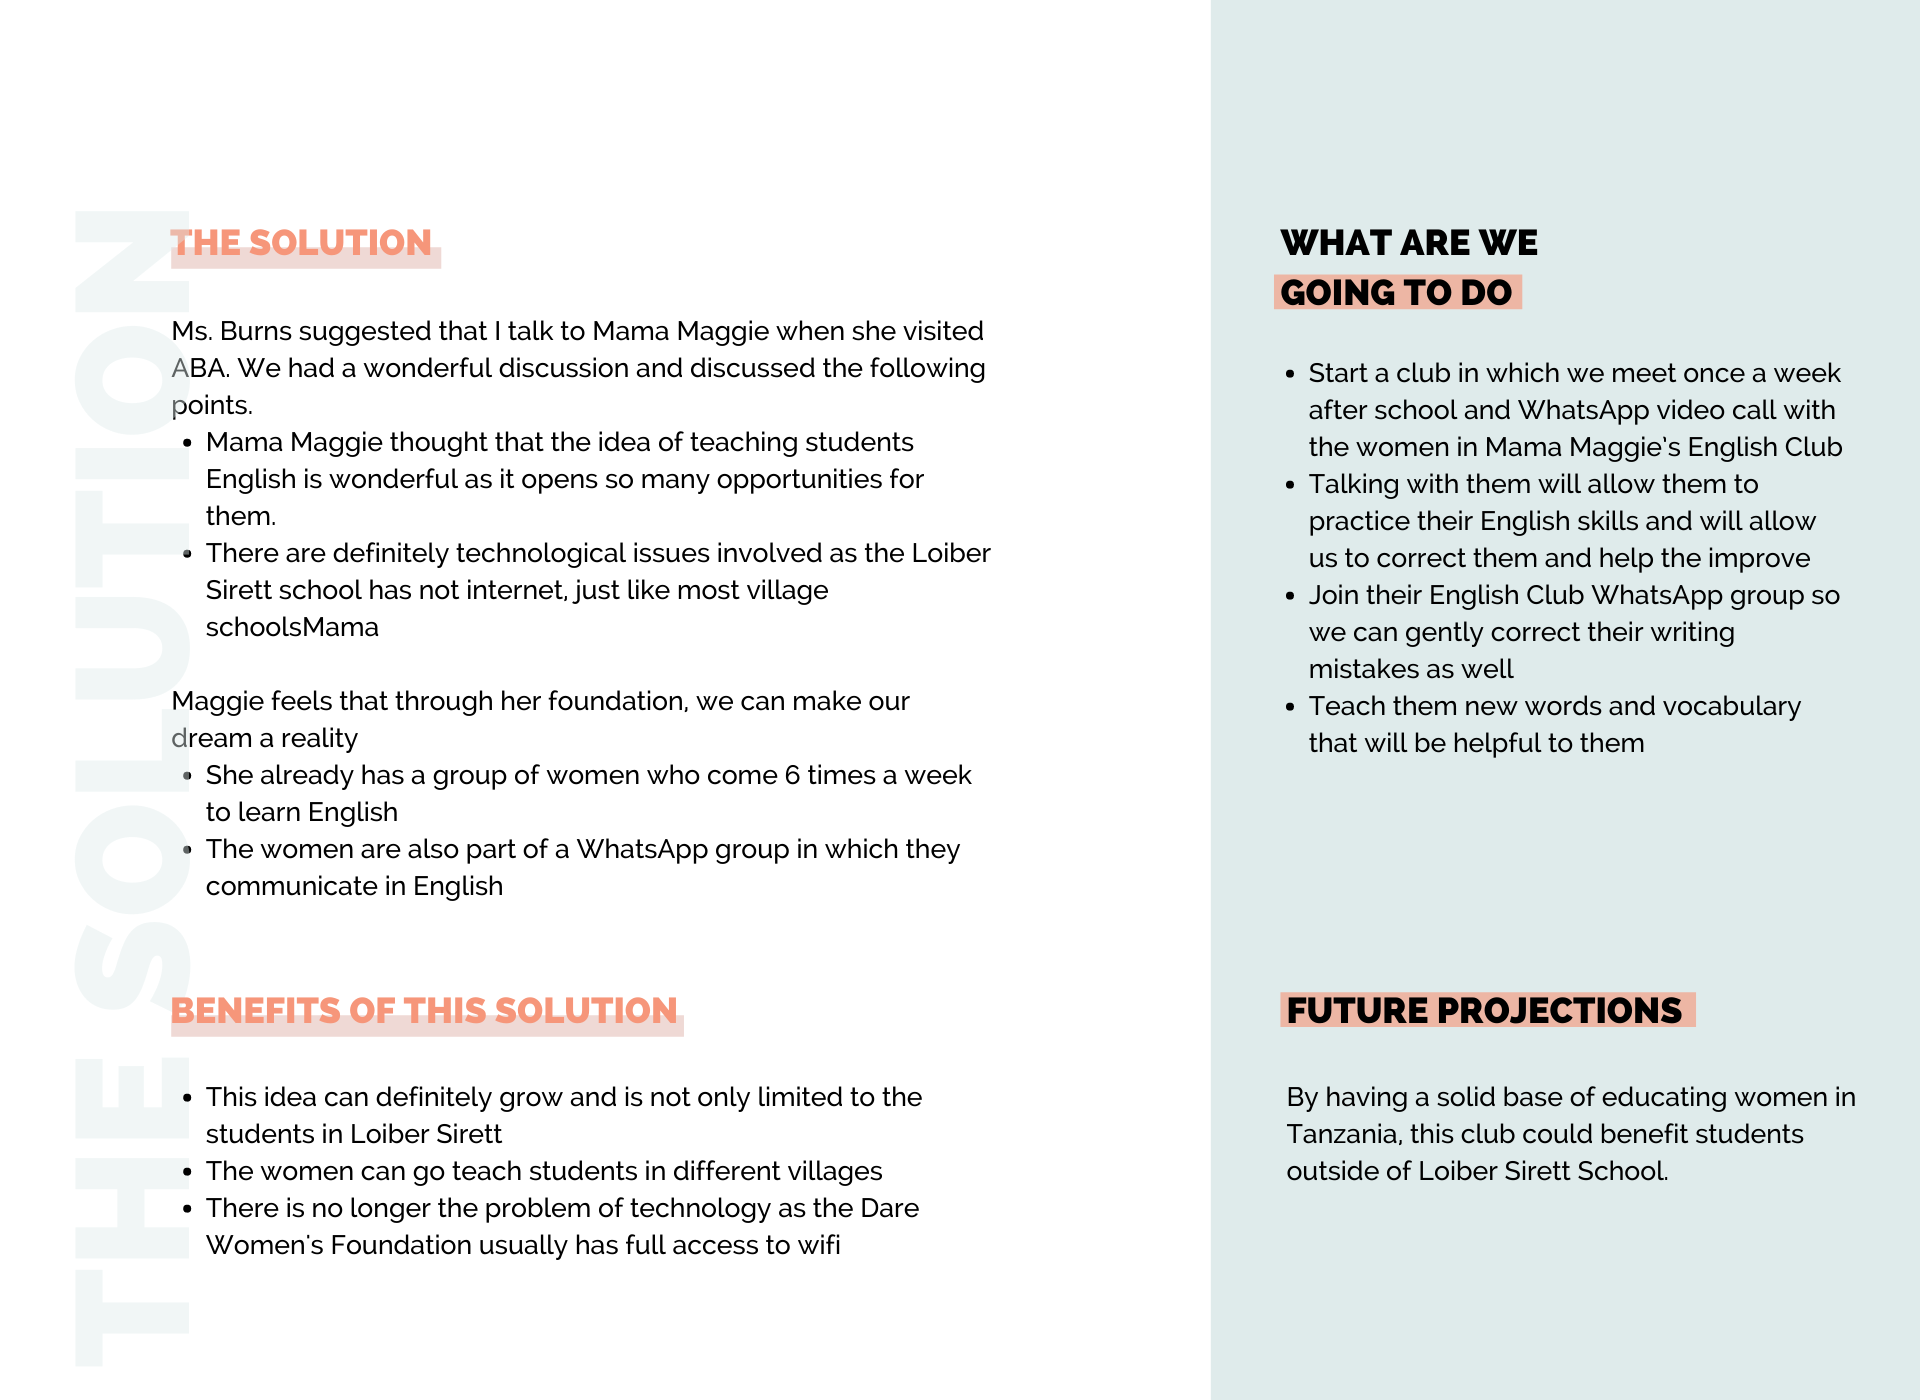 THE SOLUTION
THE SOLUTION
Ms. Burns suggested that I talk to Mama Maggie when she visited
ABA. We had a wonderful discussion and discussed the following
points.
• Mama Maggie thought that the idea of teaching students
English is wonderful as it opens so many opportunities for
them.
• There are definitely technological issues involved as the Loiber
Sirett school has not internet, just like most village
schoolsMama
Maggie feels that through her foundation, we can make our
dream a reality
• She already has a group of women who come 6 times a week
to learn English
• The women are also part of a WhatsApp group in which they
communicate in English
BENEFITS OF THIS SOLUTION
• This idea can definitely grow and is not only limited to the
students in Loiber Sirett
• The women can go teach students in different villages
• There is no longer the problem of technology as the Dare
Women's Foundation usually has full access to wifi
WHAT ARE WE
GOING TO DO
• Start a club in which we meet once a week
after school and WhatsApp video call with
the women in Mama Maggie's English Club
• Talking with them will allow them to
practice their English skills and will allow
us to correct them and help the improve
• Join their English Club WhatsApp group so
we can gently correct their writing
mistakes as well
• Teach them new words and vocabulary
that will be helpful to them
FUTURE PROJECTIONS
By having a solid base of educating women in
Tanzania, this club could benefit students
outside of Loiber Sirett School.